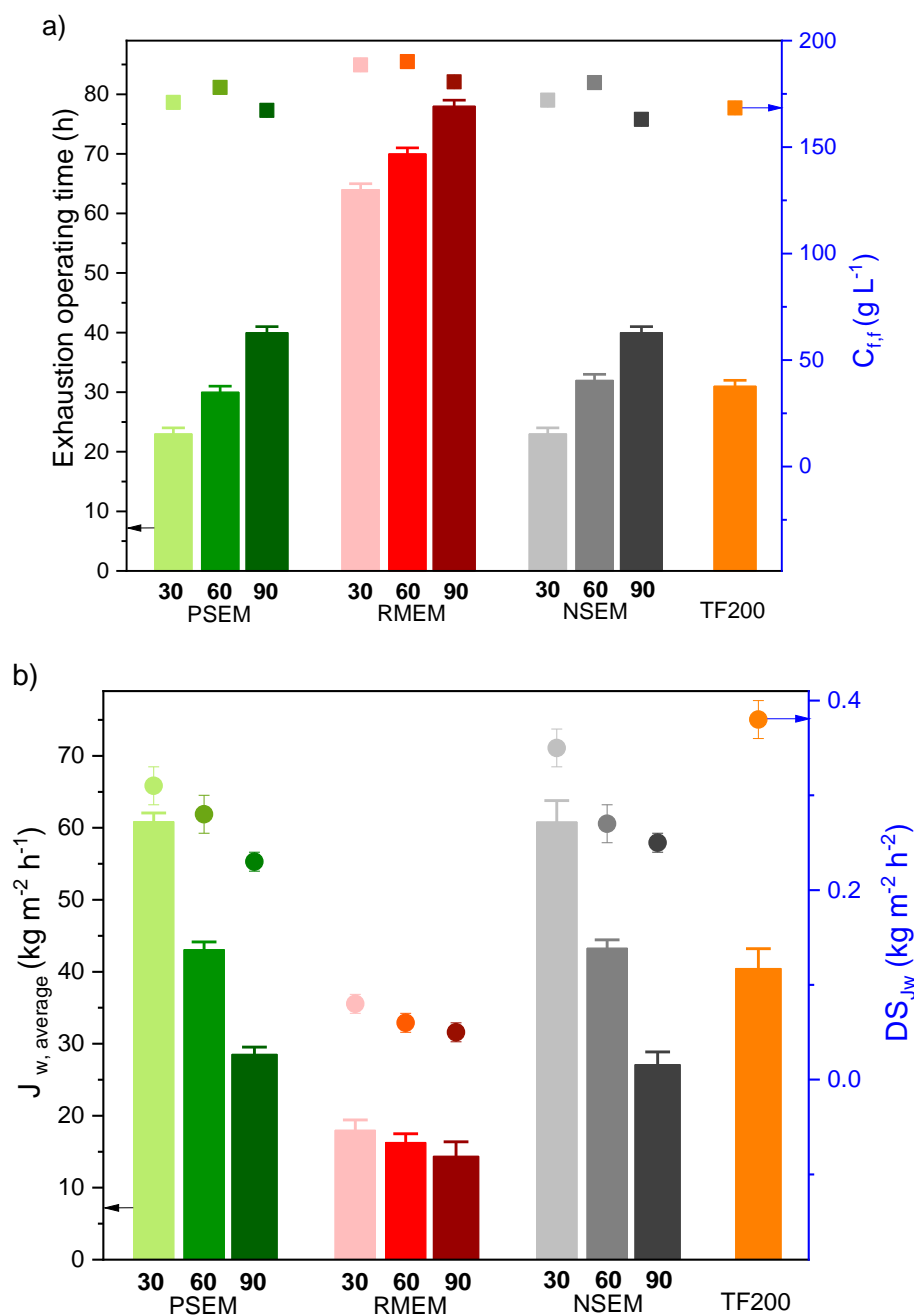 a)
Exhaustion operating time (h)
0
10
20
30
40
50
60
70
80
0
50
100
150
200
C_{f,f} (g L^{-1})
30 60 90 30 60 90 30 60 90
PSEM RMEM NSEM TF200
b)
J_{w, average} (kg m^{-2} h^{-1})
0
10
20
30
40
50
60
70
0.0
0.2
0.4
DS_{Jw} (kg m^{-2} h^{-2})
30 60 90 30 60 90 30 60 90
PSEM RMEM NSEM TF200